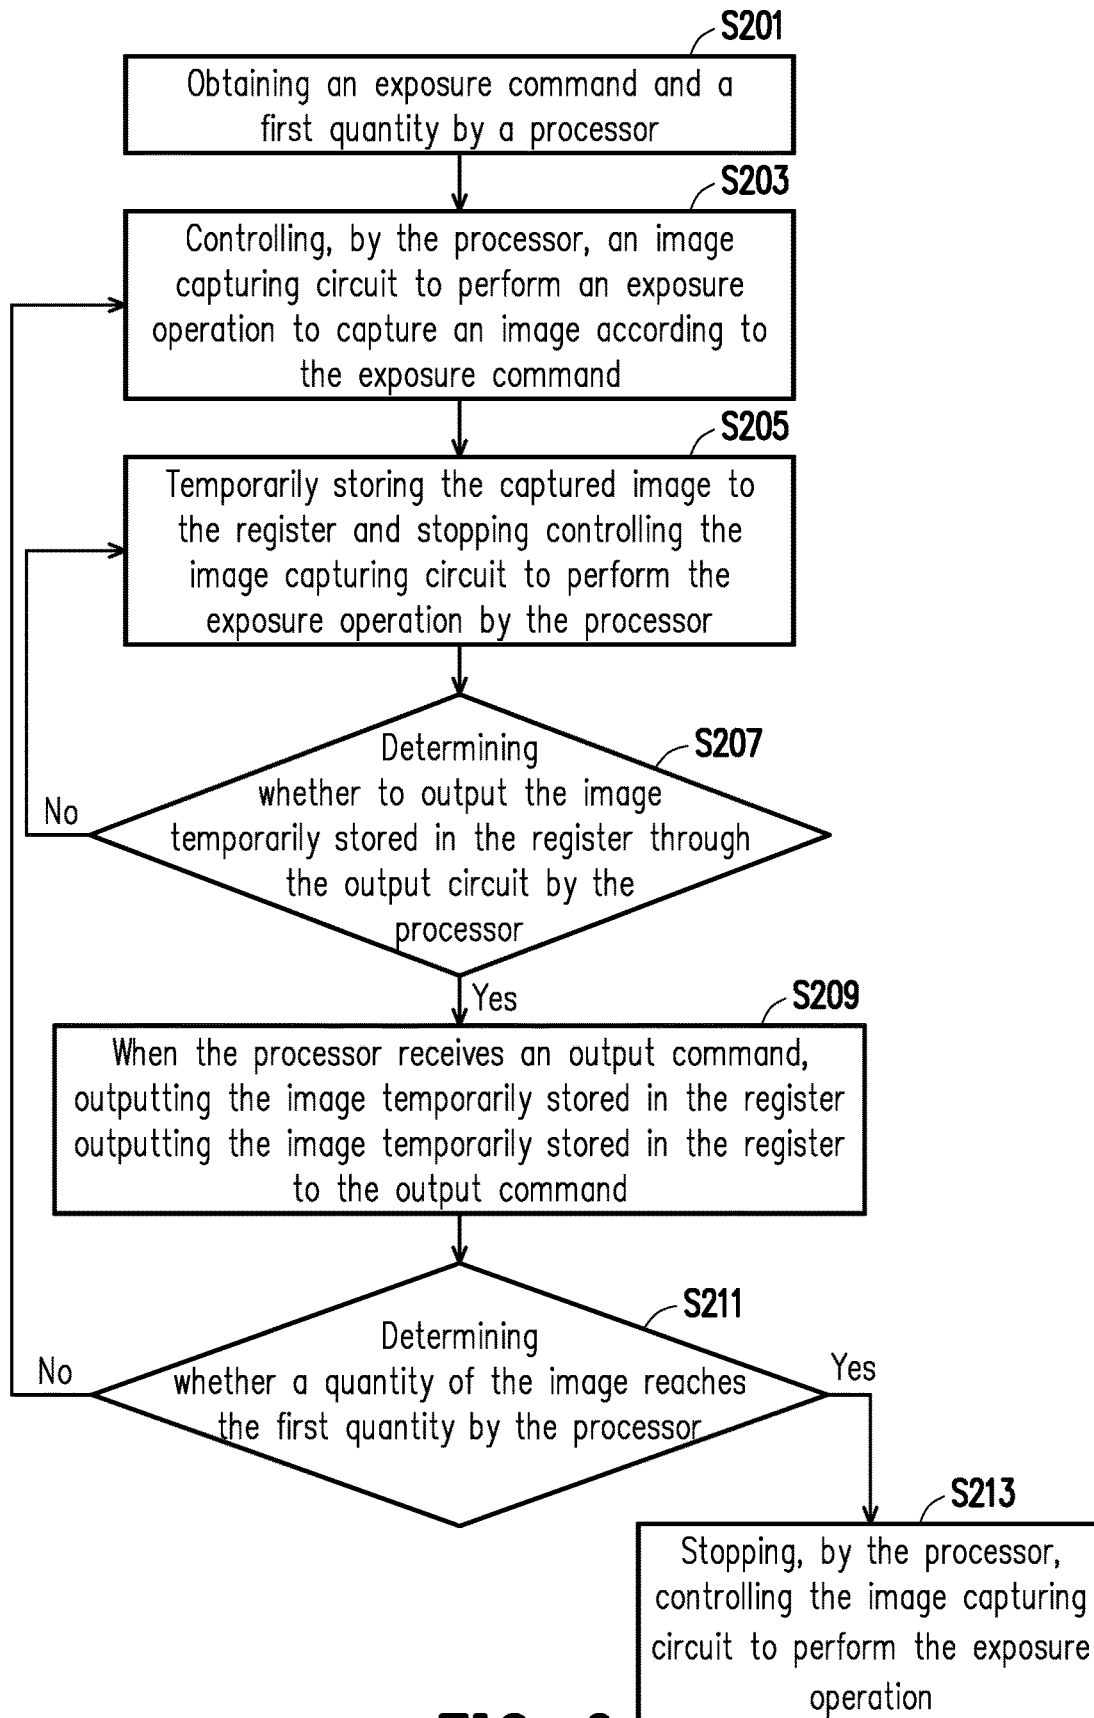 S201
Obtaining an exposure command and a
first quantity by a processor
S203
Controlling, by the processor, an image
capturing circuit to perform an exposure
operation to capture an image according to
the exposure command
S205
Temporarily storing the captured image to
the register and stopping controlling the
image capturing circuit to perform the
exposure operation by the processor
S207
Determining
whether to output the image
temporarily stored in the register through
the output circuit by the
processor
No
Yes
S209
When the processor receives an output command,
outputting the image temporarily stored in the register
outputting the image temporarily stored in the register
to the output command
S211
Determining
whether a quantity of the image reaches
the first quantity by the processor
No
Yes
S213
Stopping, by the processor,
controlling the image capturing
circuit to perform the exposure
operation